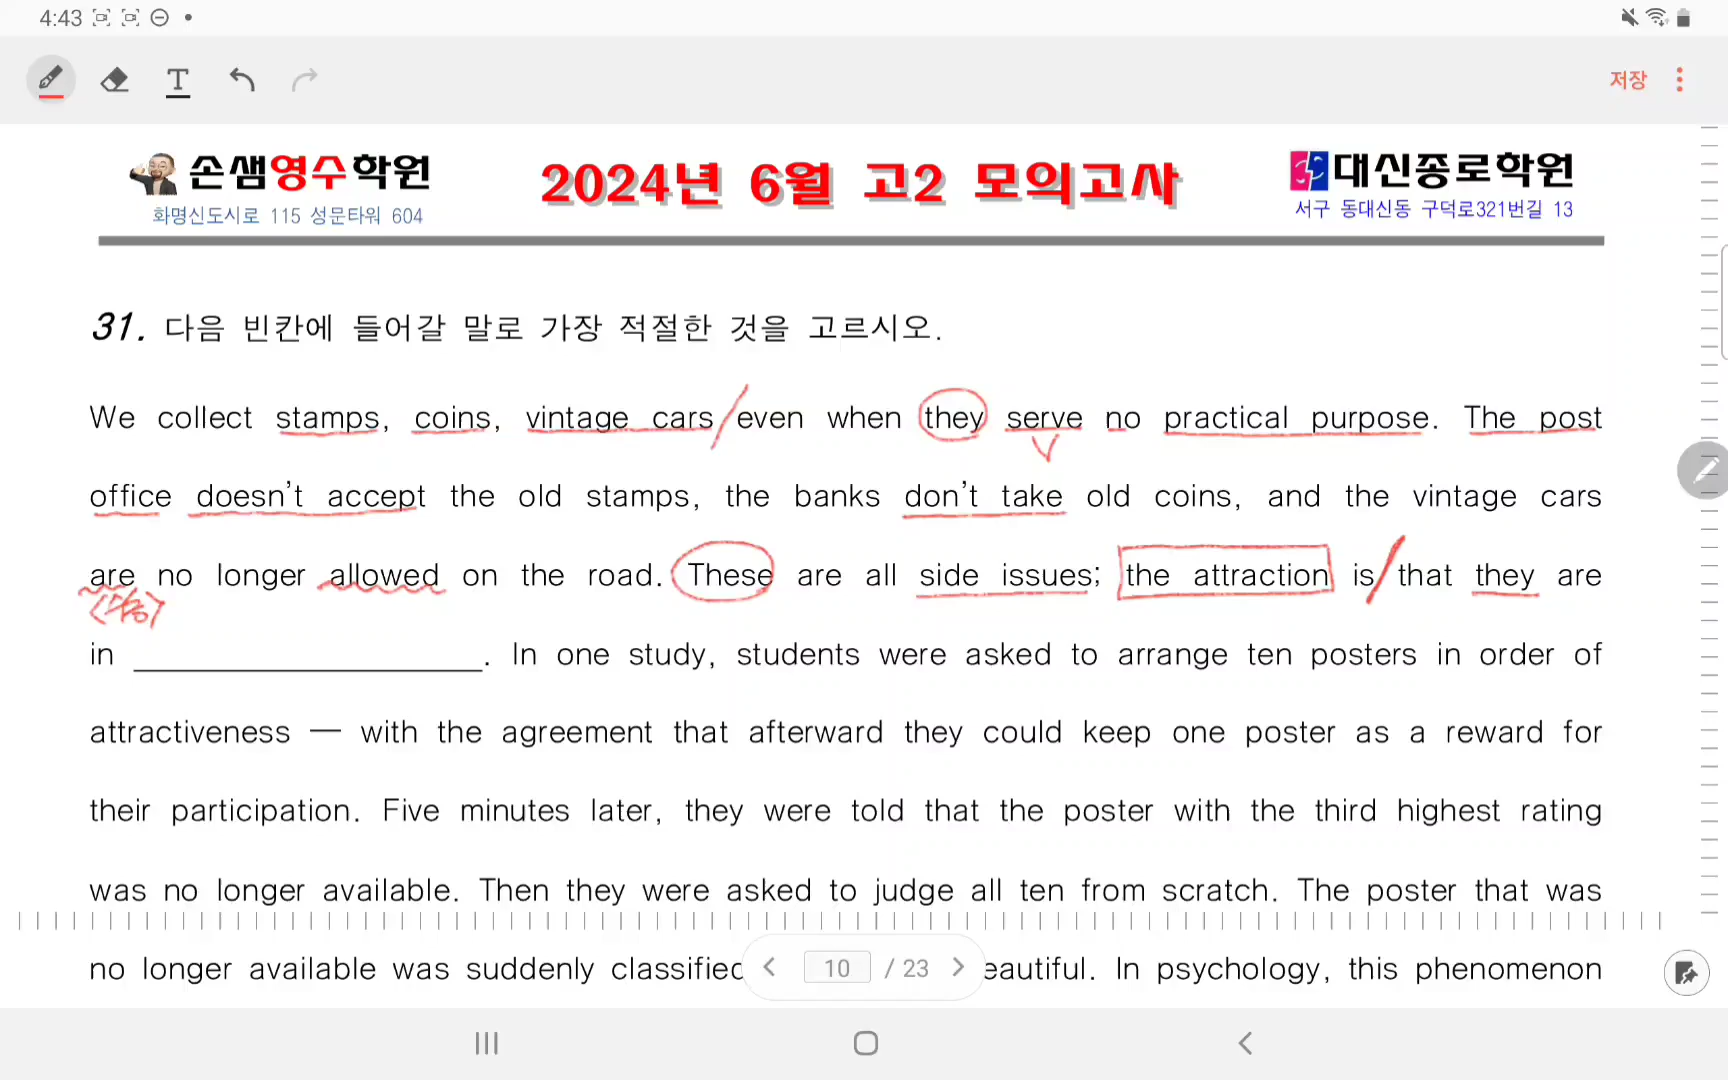 4:43
T
저장
손샘영수학원
화명신도시로 115 성문타워 604
2024년 6월 고2 모의고사
대신종로학원
서구 동대신동 구덕로321번길 13
31. 다음 빈칸에 들어갈 말로 가장 적절한 것을 고르시오.
We collect stamps, coins, vintage cars even when they serve no practical purpose. The post
office doesn't accept the old stamps, the banks don't take old coins, and the vintage cars
are no longer allowed on the road. These are all side issues; the attraction is that they are
in ____________________. In one study, students were asked to arrange ten posters in order of
attractiveness — with the agreement that afterward they could keep one poster as a reward for
their participation. Five minutes later, they were told that the poster with the third highest rating
was no longer available. Then they were asked to judge all ten from scratch. The poster that was
no longer available was suddenly classified eautiful. In psychology, this phenomenon
10 / 23